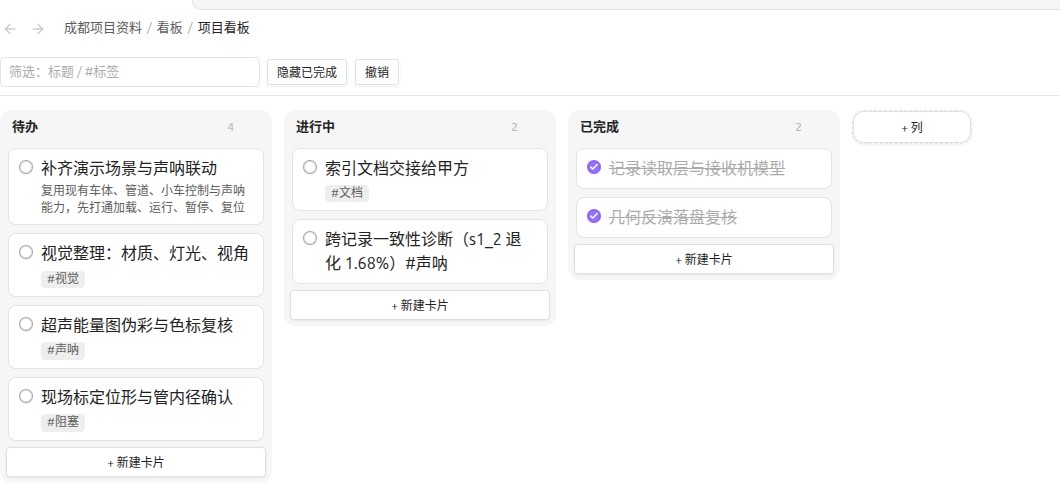 成都项目资料 / 看板 / 项目看板
筛选：标题 / #标签
隐藏已完成
撤销
待办 4
补齐演示场景与声呐联动
复用现有车体、管道、小车控制与声呐
能力，先打通加载、运行、暂停、复位
视觉整理：材质、灯光、视角
#视觉
超声能量图伪彩与色标复核
#声呐
现场标定位形与管内径确认
#阻塞
+ 新建卡片
进行中 2
索引文档交接给甲方
#文档
跨记录一致性诊断（s1_2 退
化 1.68%）#声呐
+ 新建卡片
已完成 2
记录读取层与接收机模型
几何反演落盘复核
+ 新建卡片
+ 列